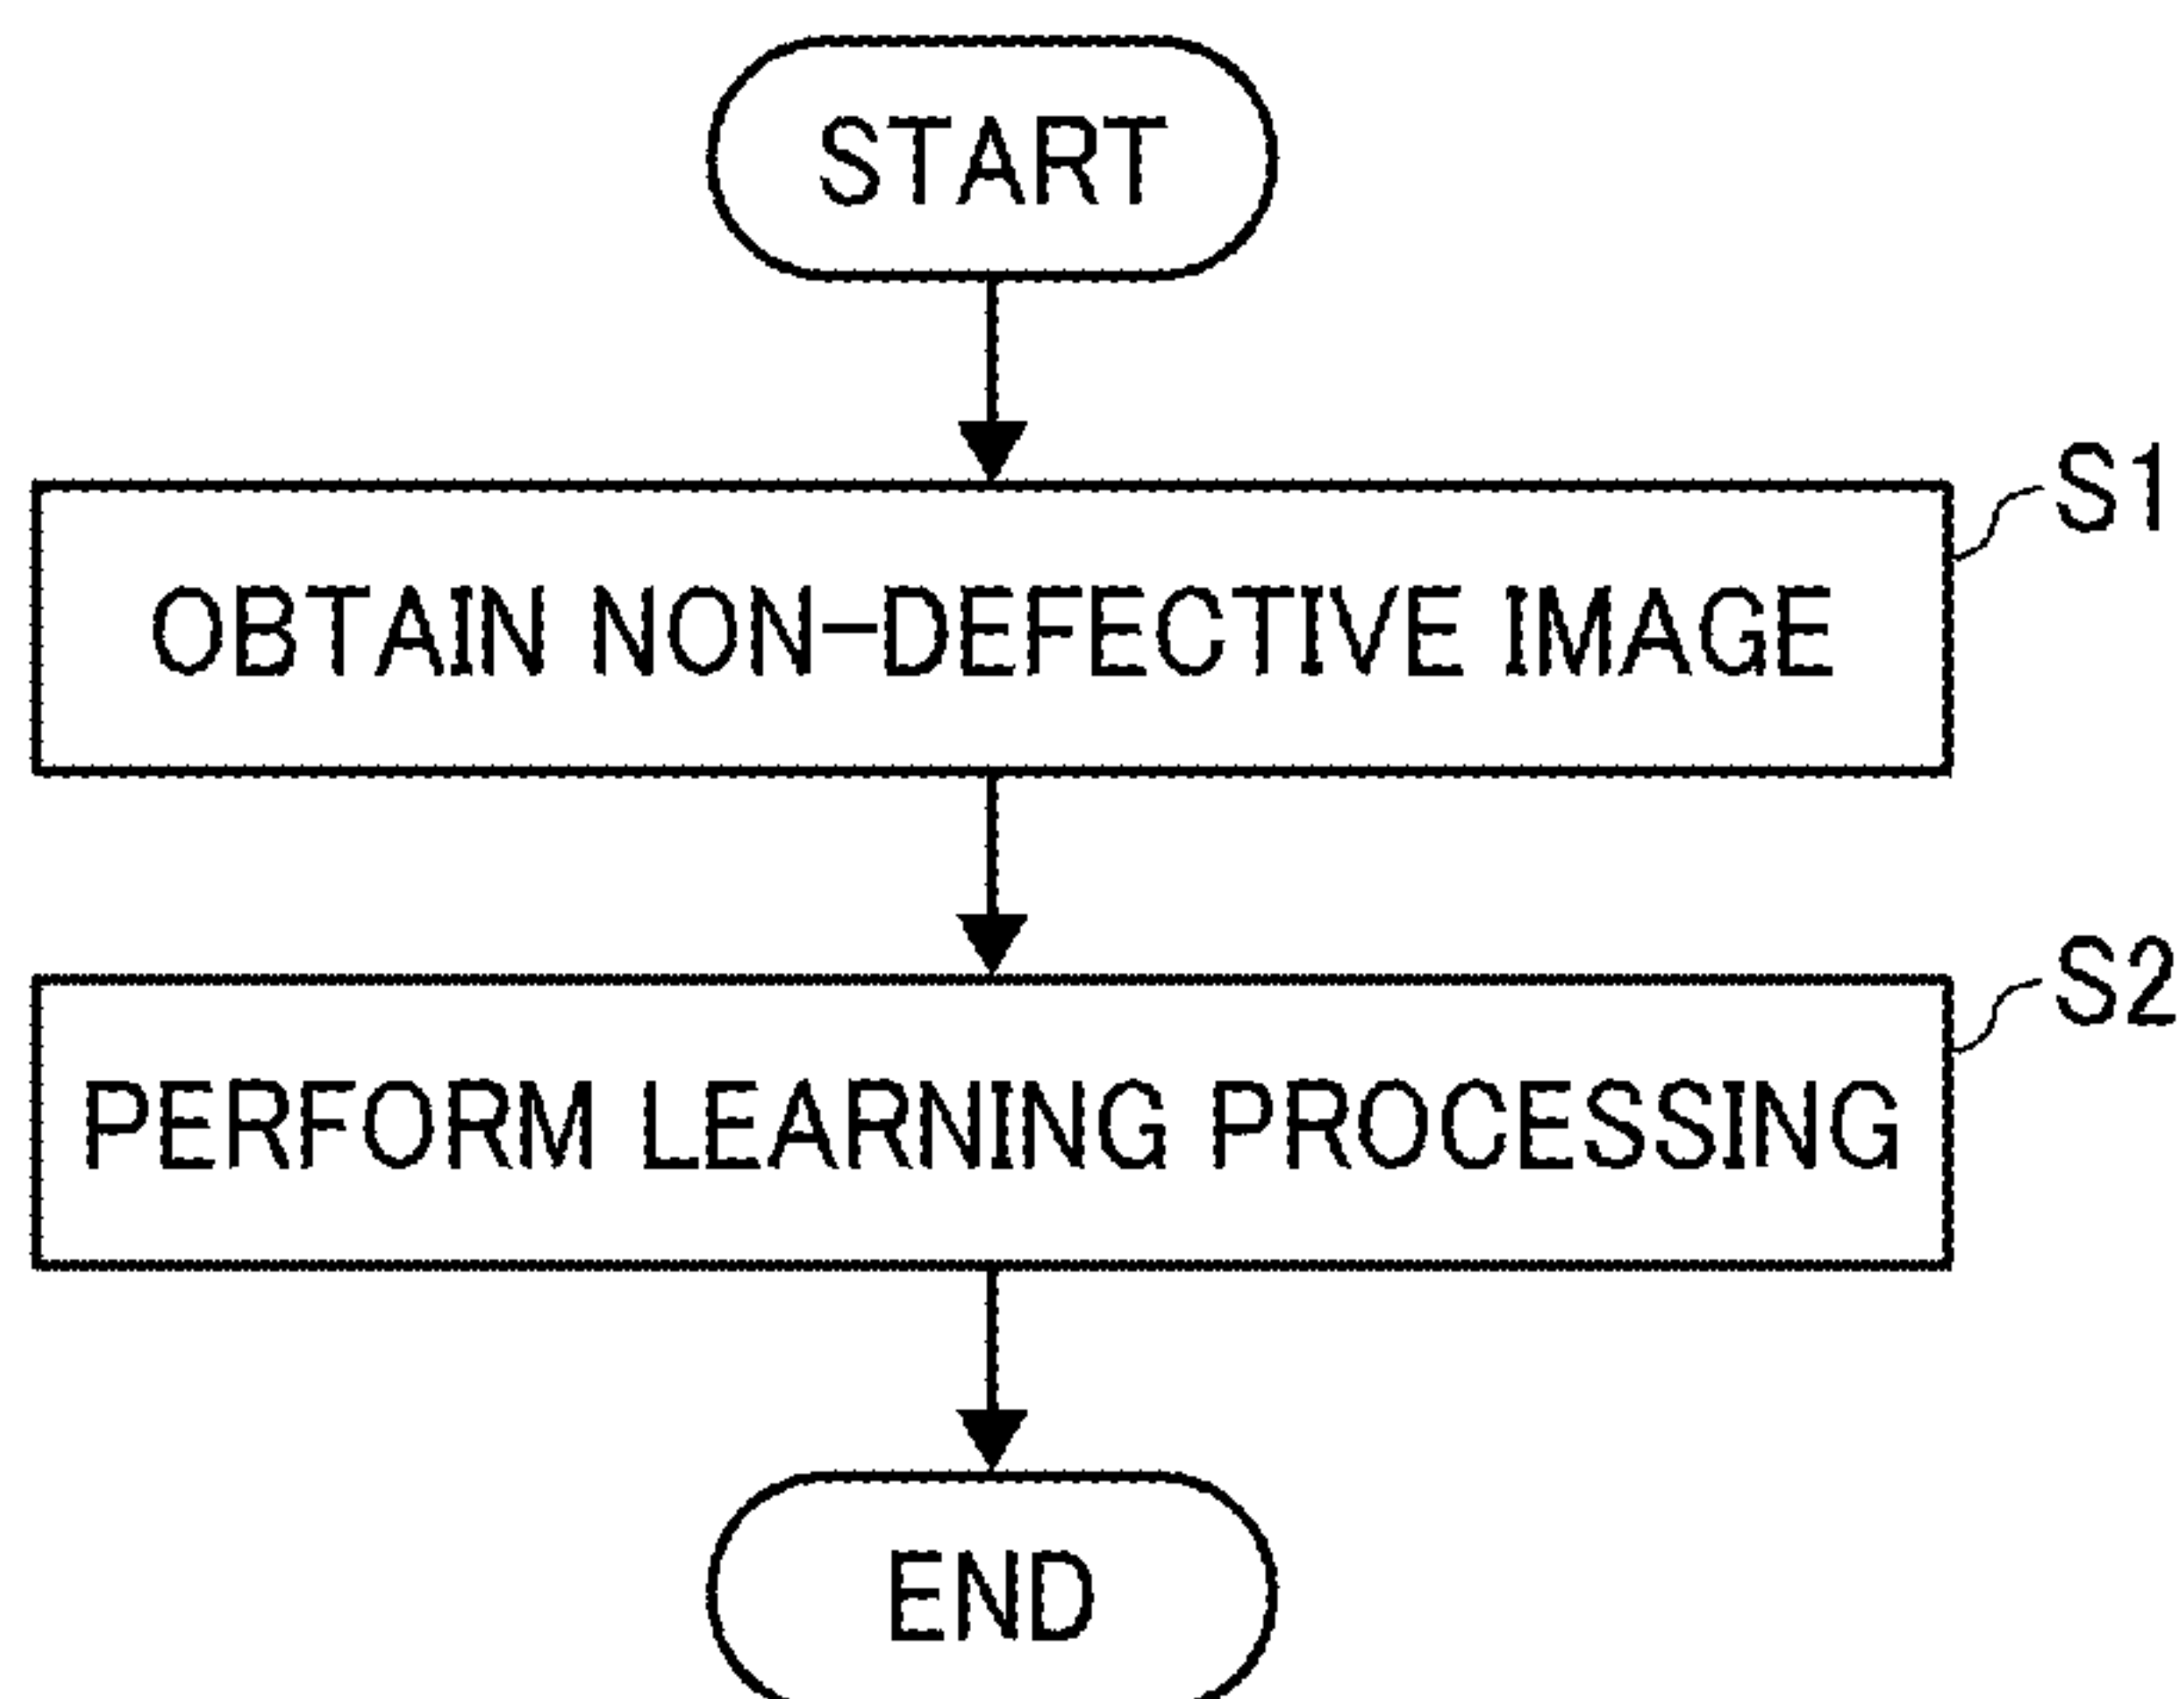 START
S1
OBTAIN NON-DEFECTIVE IMAGE
S2
PERFORM LEARNING PROCESSING
END